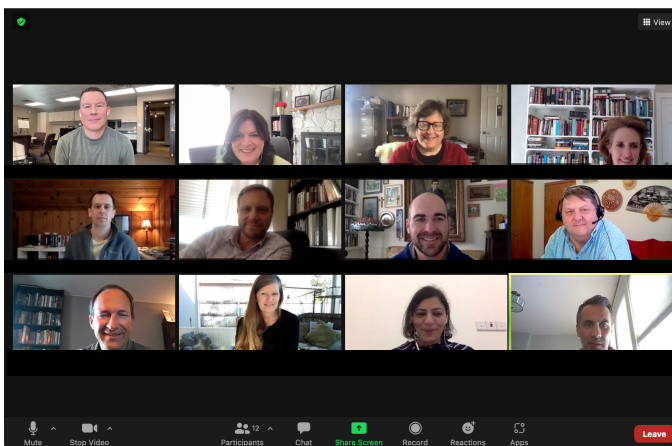 View
Mute
Stop Video
12
Participants
Chat
Share Screen
Record
Reactions
Apps
Leave